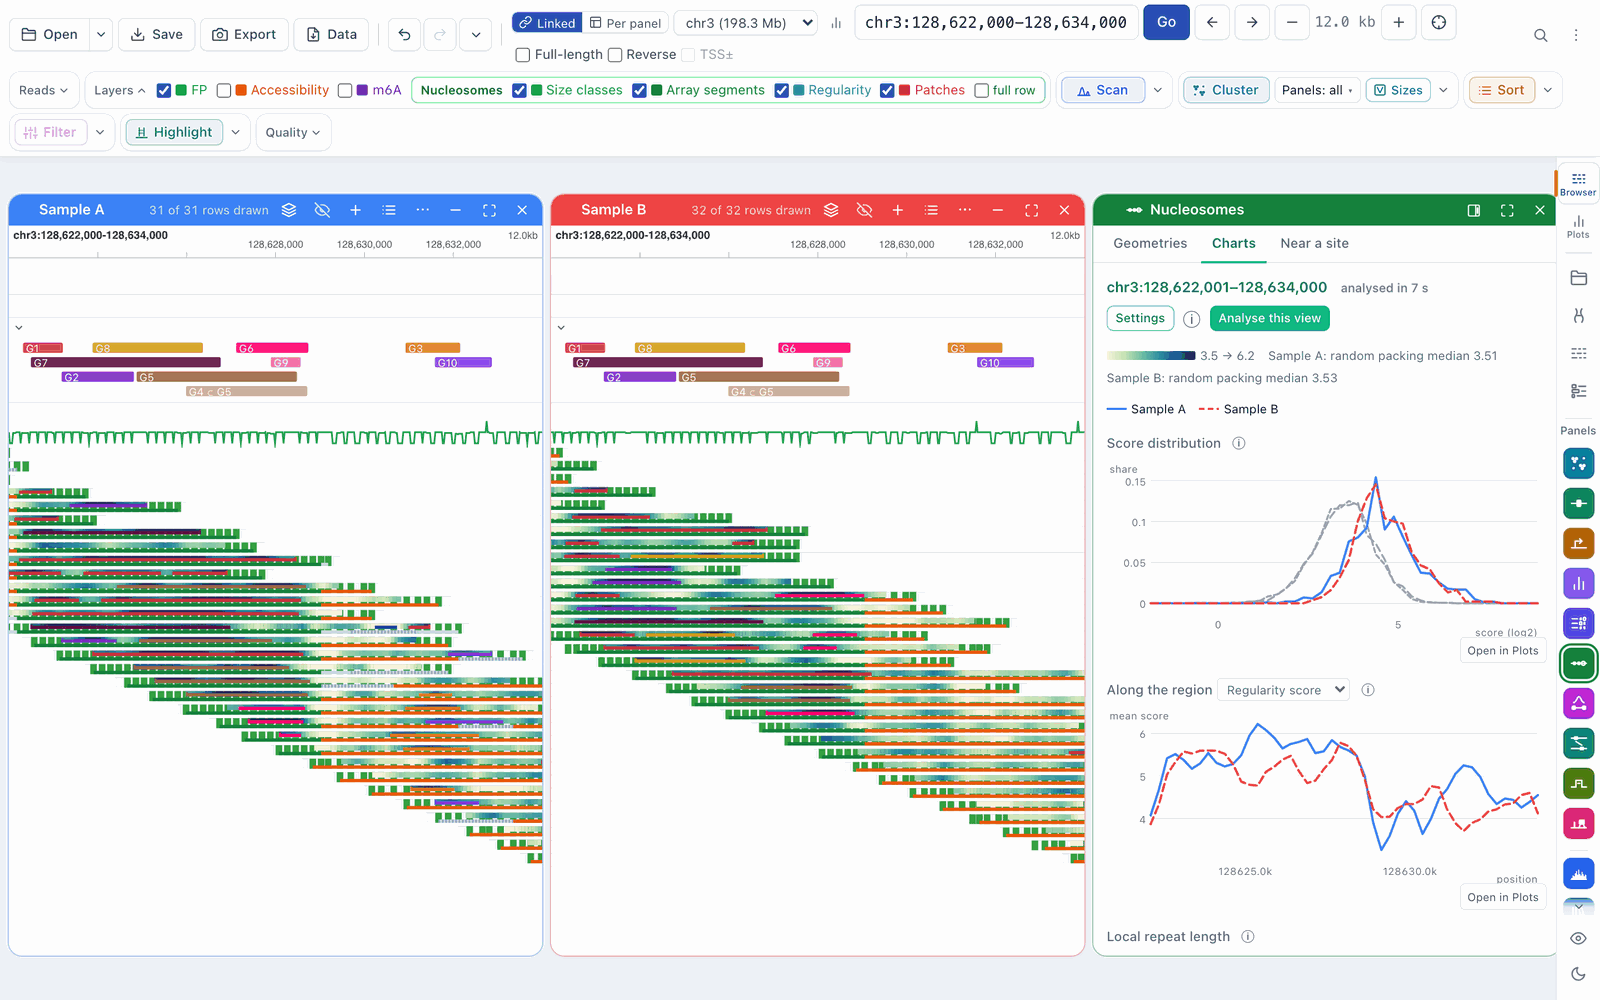 Open Save Export Data Linked Per panel chr3 (198.3 Mb) chr3:128,622,000–128,634,000 Go 12.0 kb
Full-length Reverse TSS±
Reads Layers FP Accessibility m6A Nucleosomes Size classes Array segments Regularity Patches full row Scan Cluster Panels: all Sizes Sort
Filter Highlight Quality
Sample A 31 of 31 rows drawn
chr3:128,622,000-128,634,000 12.0kb
128,628,000 128,630,000 128,632,000
G1 G8 G6 G3
G7 G9 G10
G2 G5
G4 ⊂ G5
Sample B 32 of 32 rows drawn
chr3:128,622,000-128,634,000 12.0kb
128,628,000 128,630,000 128,632,000
G1 G8 G6 G3
G7 G9 G10
G2 G5
G4 ⊂ G5
Nucleosomes
Geometries Charts Near a site
chr3:128,622,001–128,634,000 analysed in 7 s
Settings Analyse this view
3.5 → 6.2 Sample A: random packing median 3.51
Sample B: random packing median 3.53
Sample A Sample B
Score distribution
share
0.15
0.1
0.05
0
0 5
score (log2)
Open in Plots
Along the region Regularity score
mean score
6
5
4
128625.0k 128630.0k
position
Open in Plots
Local repeat length
Browser
Plots
Panels